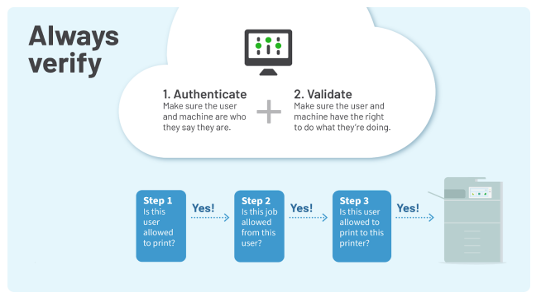 Always
verify
1. Authenticate
Make sure the user
and machine are who
they say they are.
+
2. Validate
Make sure the user and
machine have the right
to do what they're doing.
Step 1
Is this
user
allowed
to print?
Yes!
Step 2
Is this job
allowed
from this
user?
Yes!
Step 3
Is this user
allowed to
print to this
printer?
Yes!